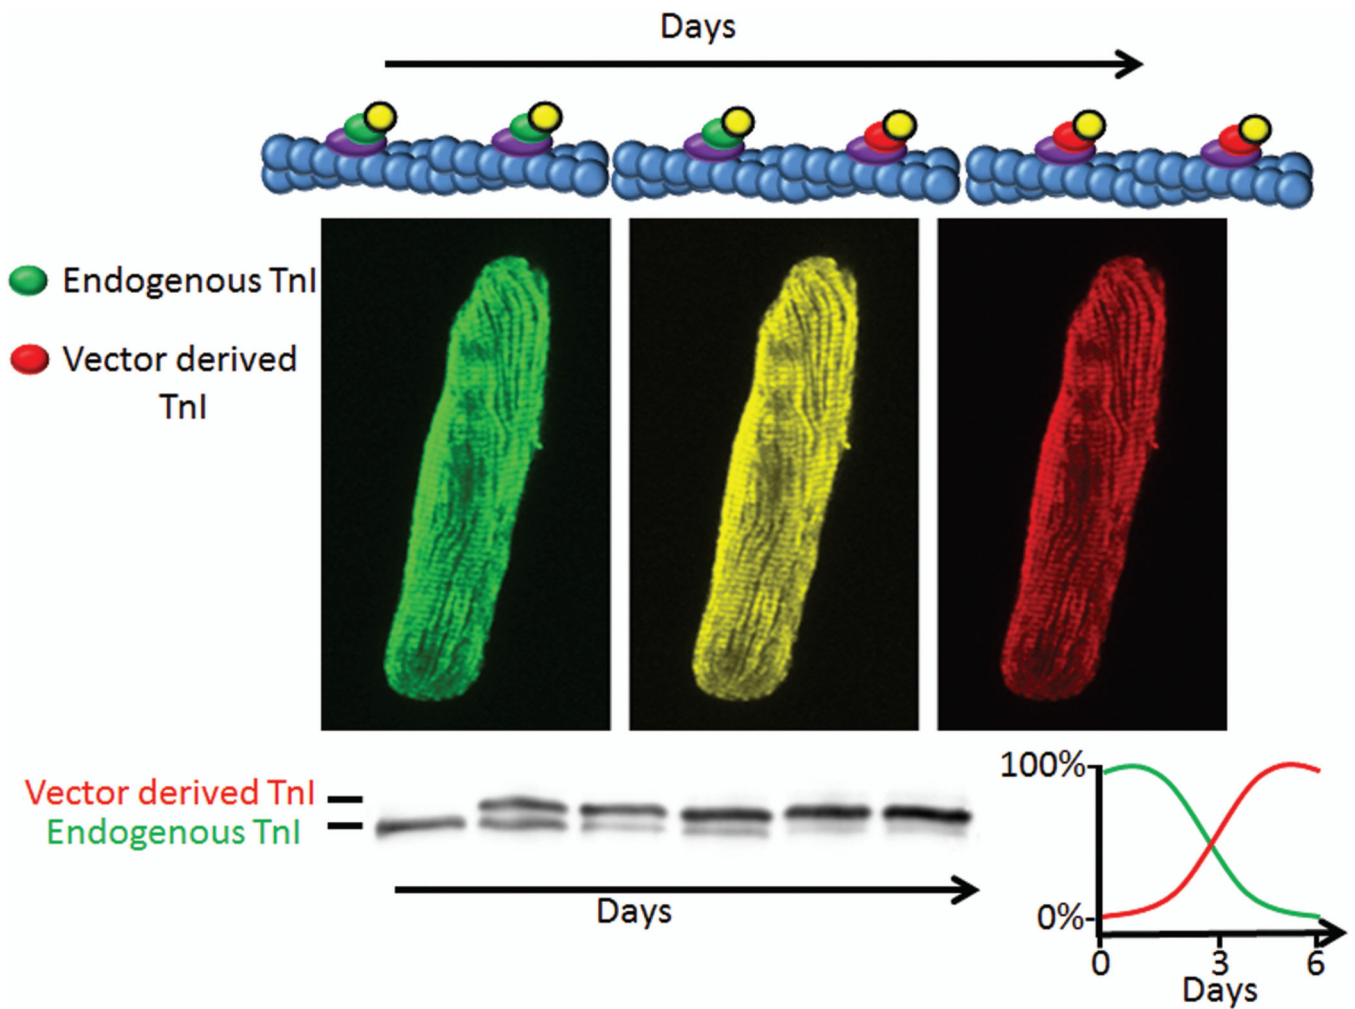 Days
Endogenous TnI
Vector derived
TnI
Vector derived TnI
Endogenous TnI
Days
100%
0%
0 3 6
Days